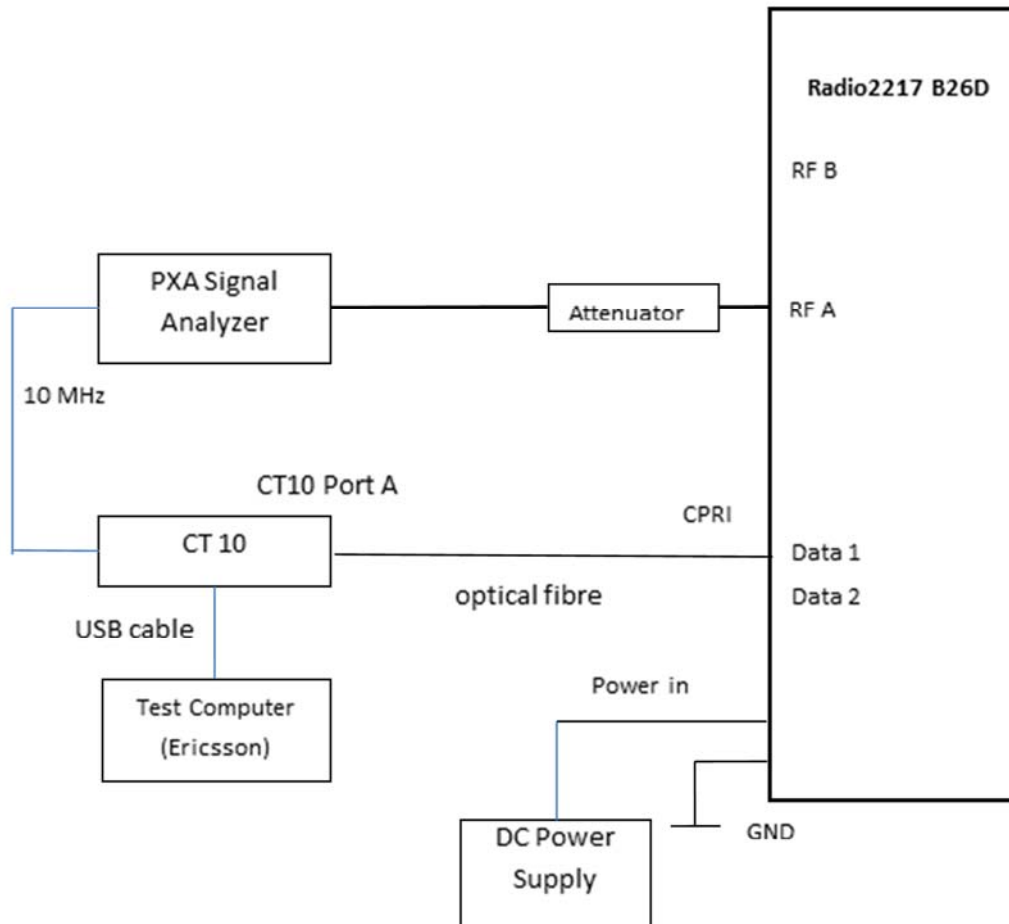 Radio2217 B26D
RF B
PXA Signal
Analyzer
Attenuator
RF A
10 MHz
CT10 Port A
CPRI
CT 10
Data 1
optical fibre
Data 2
USB cable
Power in
Test Computer
(Ericsson)
GND
DC Power
Supply